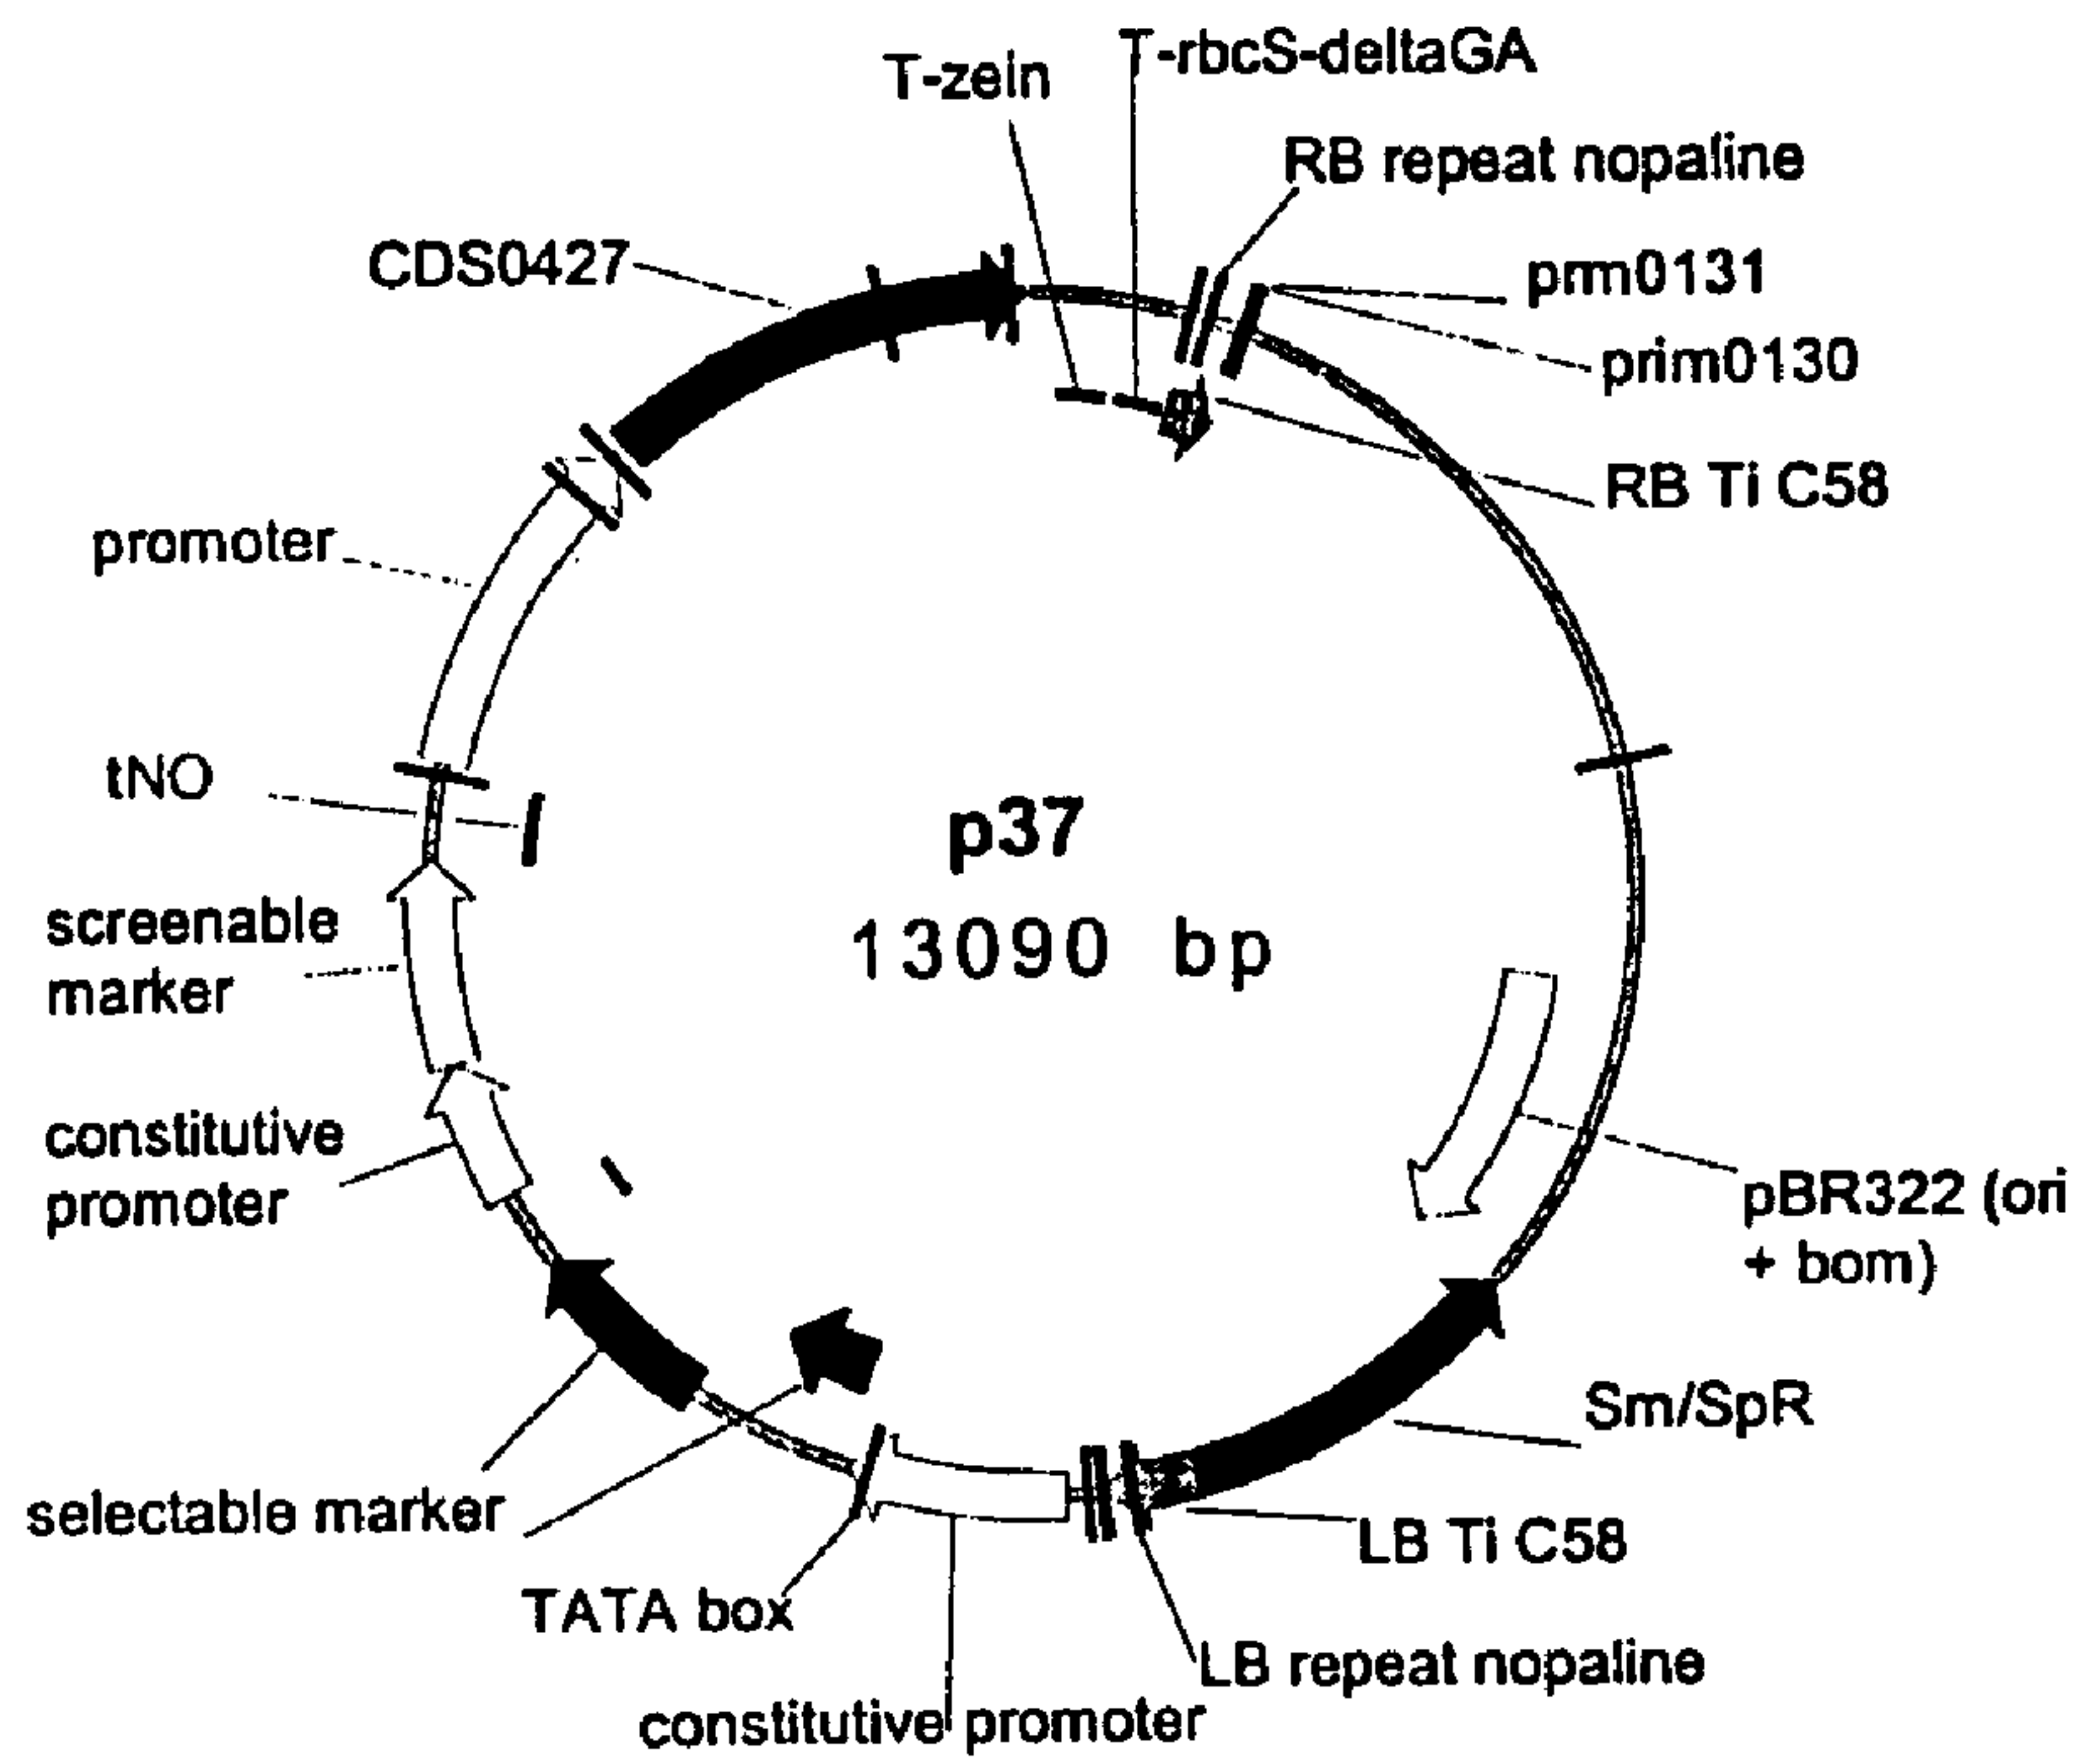 T-rbcS-deltaGA
T-zein
RB repeat nopaline
CDS0427
prm0131
prim0130
RB Ti C58
promoter
tNO
p37
13090 bp
screenable
marker
constitutive
promoter
pBR322 (ori
+ bom)
Sm/SpR
selectable marker
LB Ti C58
TATA box
LB repeat nopaline
constitutive promoter